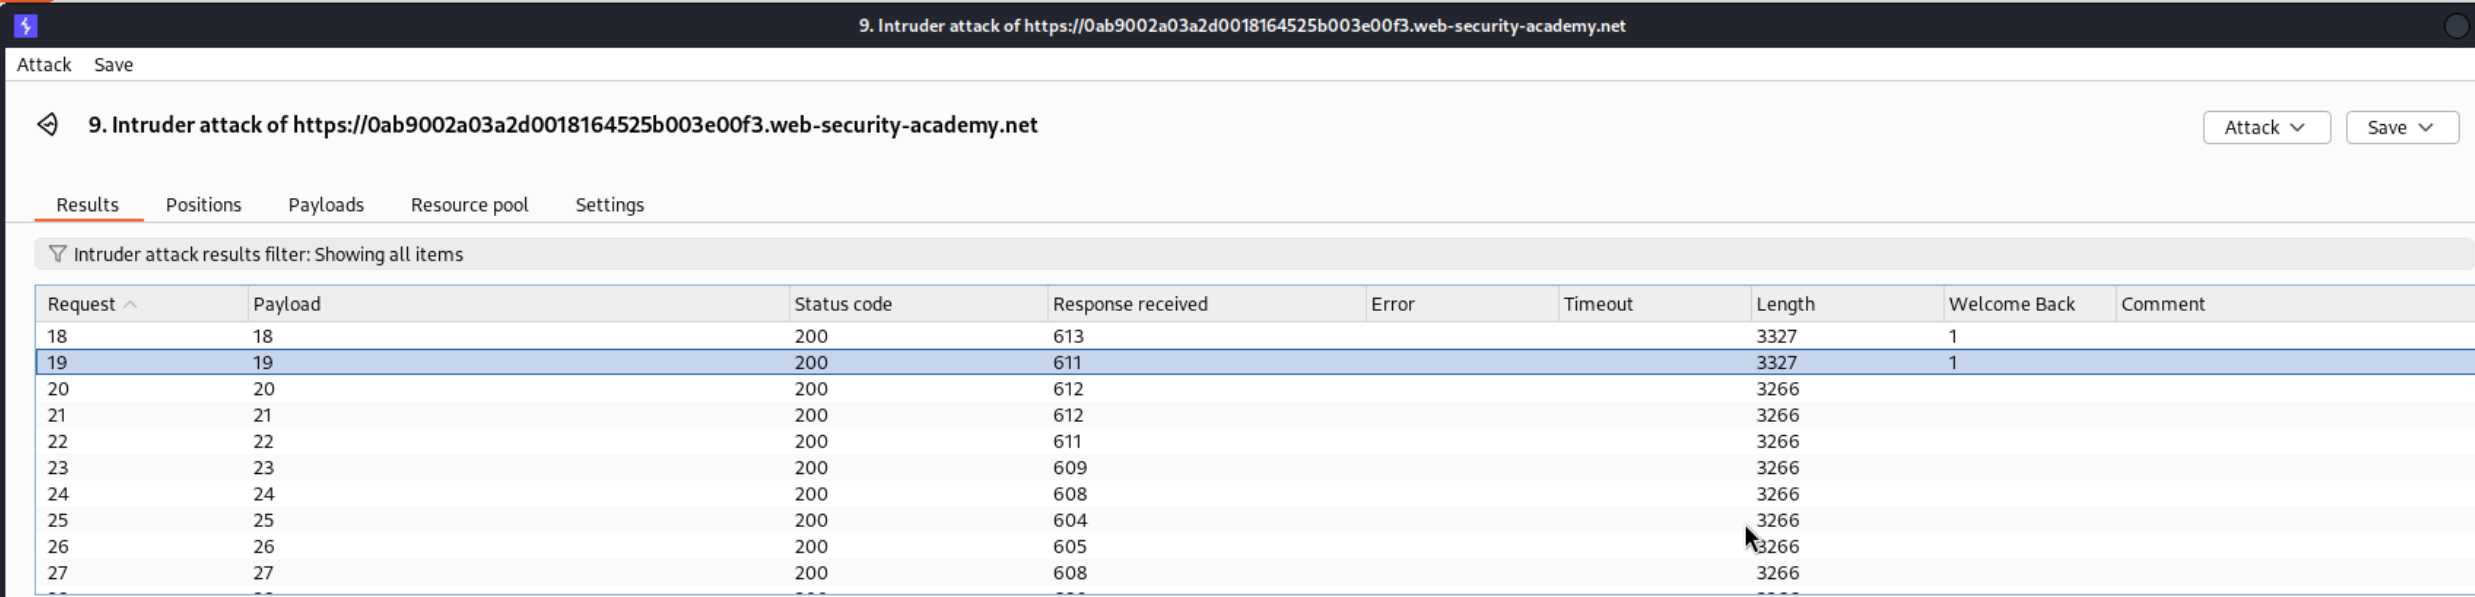 9. Intruder attack of https://0ab9002a03a2d0018164525b003e00f3.web-security-academy.net
Attack Save
9. Intruder attack of https://0ab9002a03a2d0018164525b003e00f3.web-security-academy.net
Attack Save
Results Positions Payloads Resource pool Settings
Intruder attack results filter: Showing all items
Request Payload Status code Response received Error Timeout Length Welcome Back Comment
18 18 200 613 3327 1
19 19 200 611 3327 1
20 20 200 612 3266
21 21 200 612 3266
22 22 200 611 3266
23 23 200 609 3266
24 24 200 608 3266
25 25 200 604 3266
26 26 200 605 3266
27 27 200 608 3266